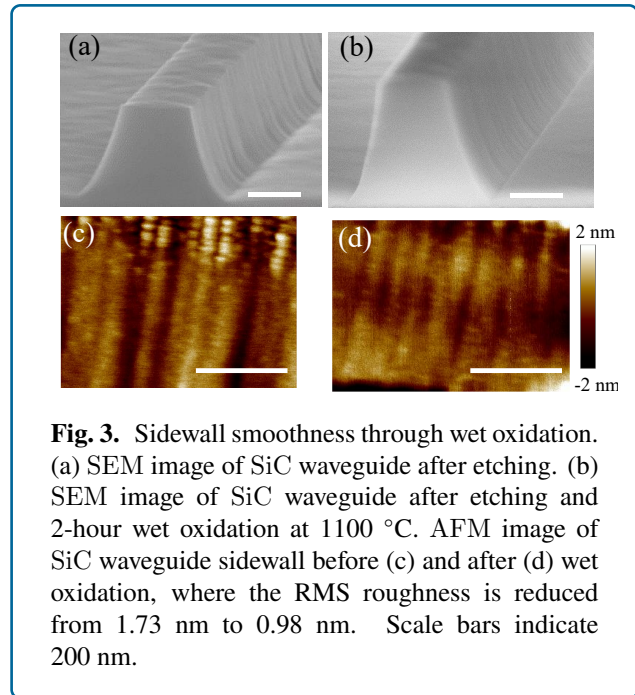 (a)
(b)
(c)
(d)
2 nm
-2 nm
Fig. 3. Sidewall smoothness through wet oxidation.
(a) SEM image of SiC waveguide after etching. (b)
SEM image of SiC waveguide after etching and
2-hour wet oxidation at 1100 °C. AFM image of
SiC waveguide sidewall before (c) and after (d) wet
oxidation, where the RMS roughness is reduced
from 1.73 nm to 0.98 nm. Scale bars indicate
200 nm.